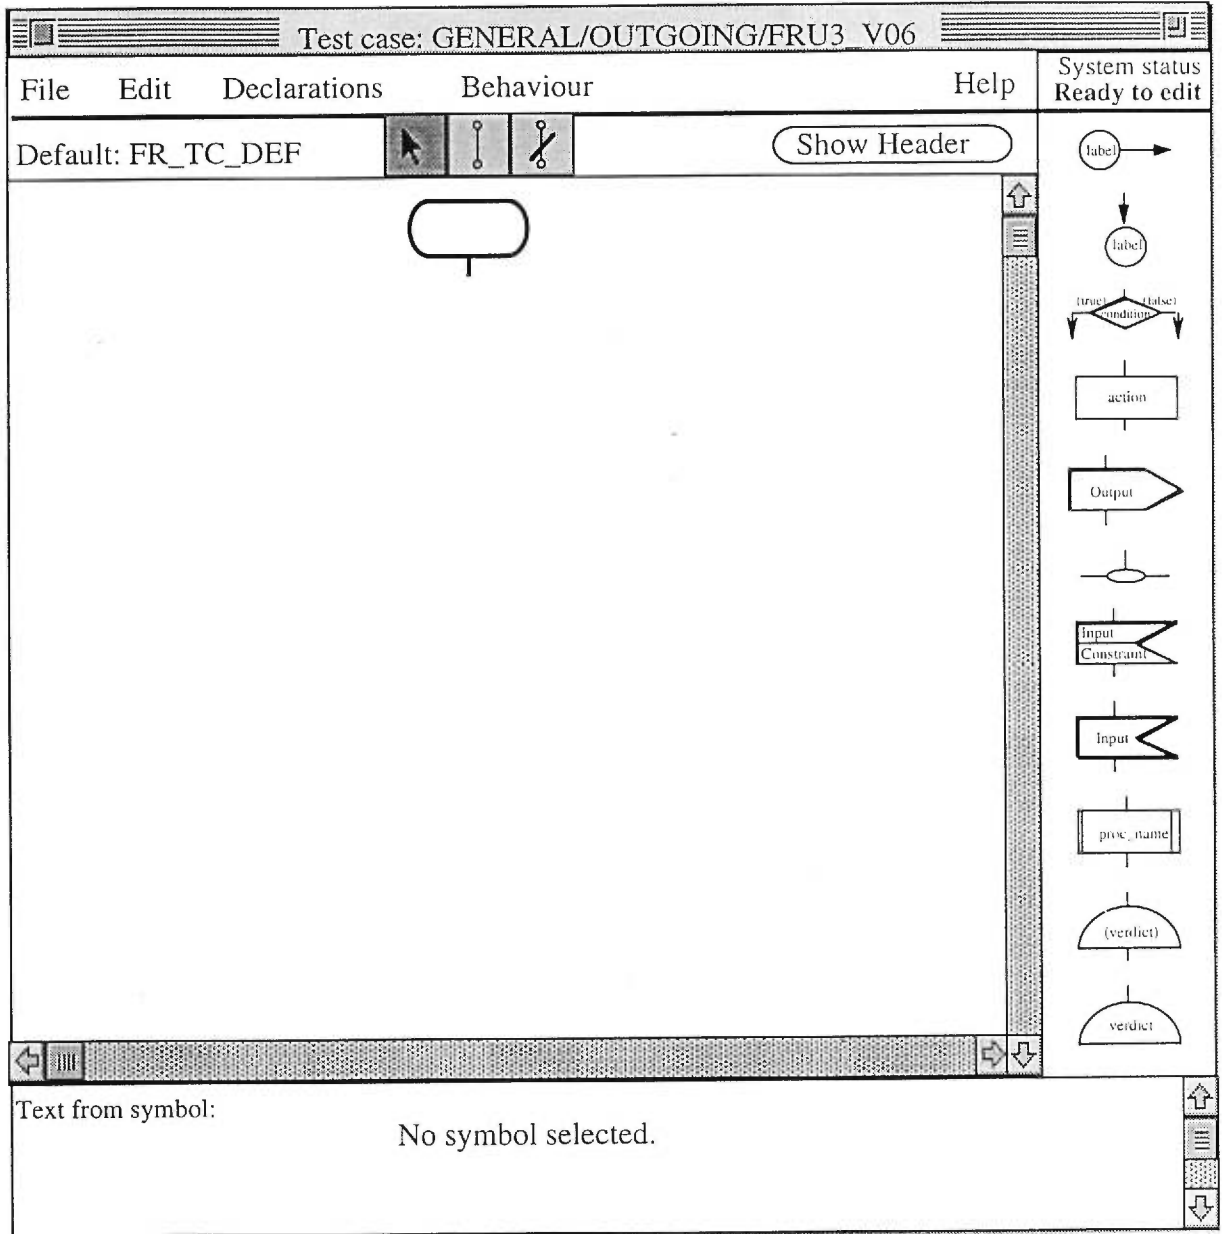 Test case: GENERAL/OUTGOING/FRU3_V06
File Edit Declarations Behaviour Help
System status
Ready to edit
Default: FR_TC_DEF
Show Header
label
label
(true) (false)
condition
action
Output
Input
Constraint
Input
proc_name
(verdict)
verdict
Text from symbol:
No symbol selected.